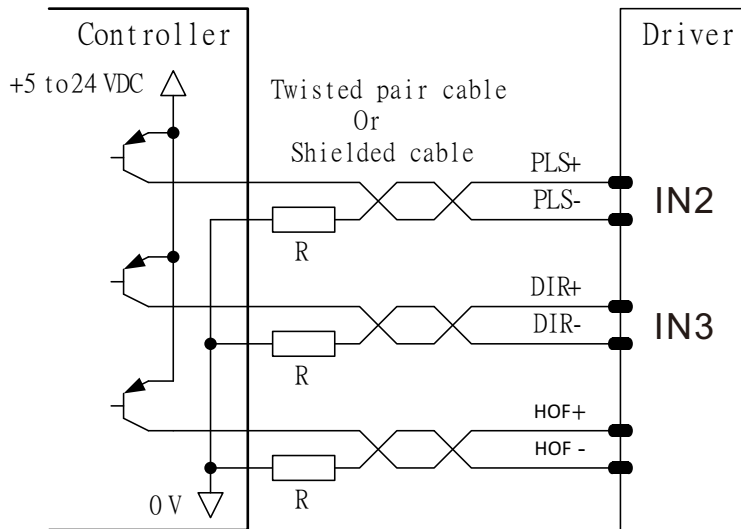 Controller
Driver
+5 to 24 VDC
Twisted pair cable
Or
Shielded cable
PLS+
PLS-
IN2
R
DIR+
DIR-
IN3
R
HOF+
HOF -
R
0 V